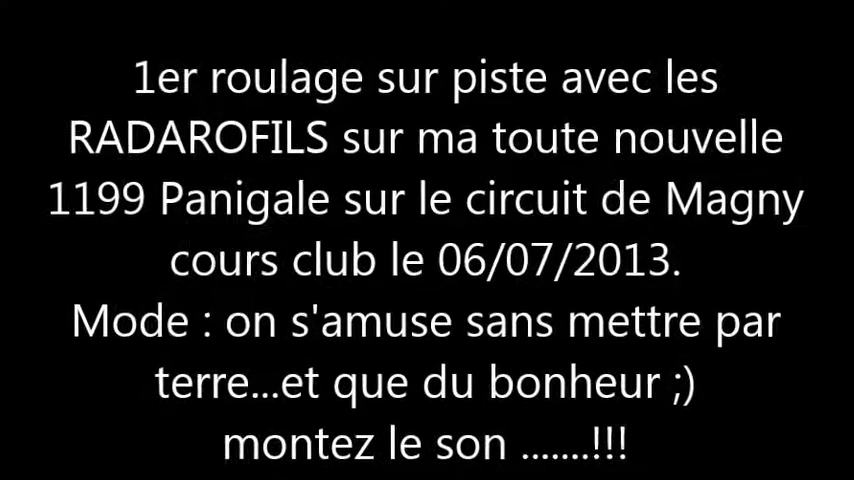 1er roulage sur piste avec les
RADAROFILS sur ma toute nouvelle
1199 Panigale sur le circuit de Magny
cours club le 06/07/2013.
Mode : on s'amuse sans mettre par
terre...et que du bonheur ;)
montez le son .......!!!